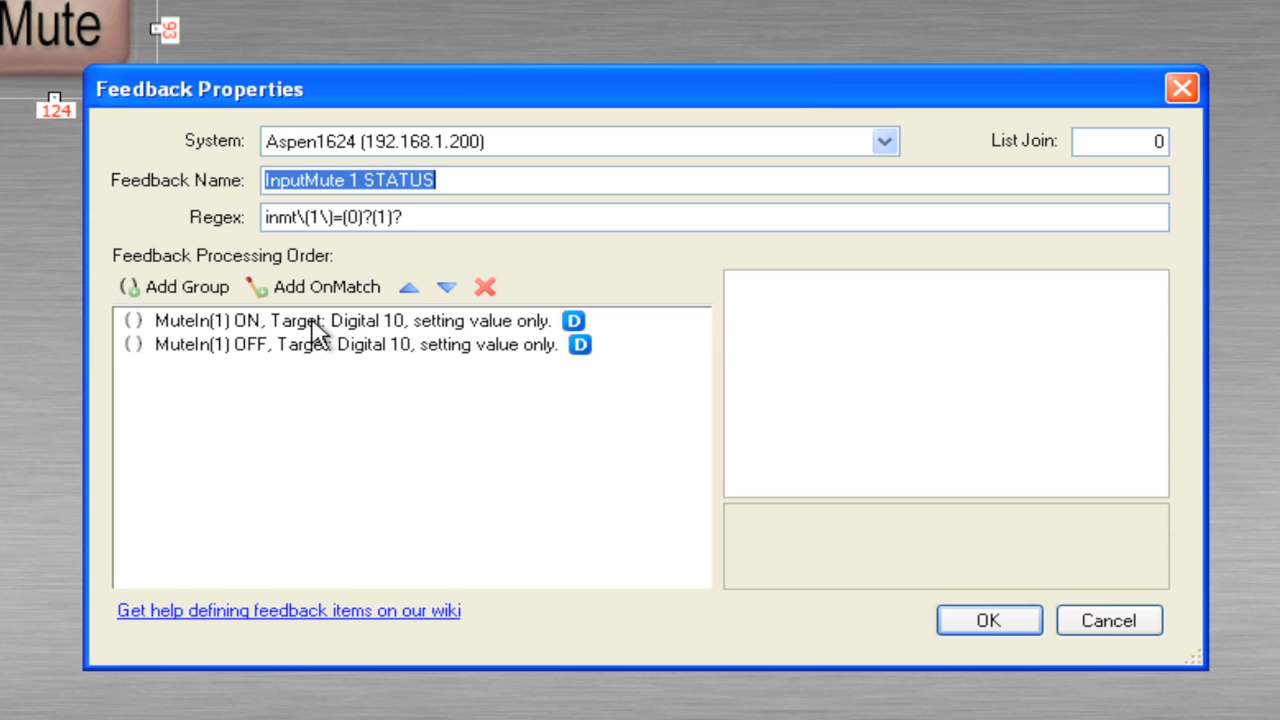 Mute
93
124
Feedback Properties
System: Aspen1624 (192.168.1.200) List Join: 0
Feedback Name: InputMute 1 STATUS
Regex: inmt\(1\)=(0)?(1)?
Feedback Processing Order:
() Add Group Add OnMatch
() MuteIn(1) ON, Target: Digital 10, setting value only. D
() MuteIn(1) OFF, Target: Digital 10, setting value only. D
Get help defining feedback items on our wiki
OK Cancel